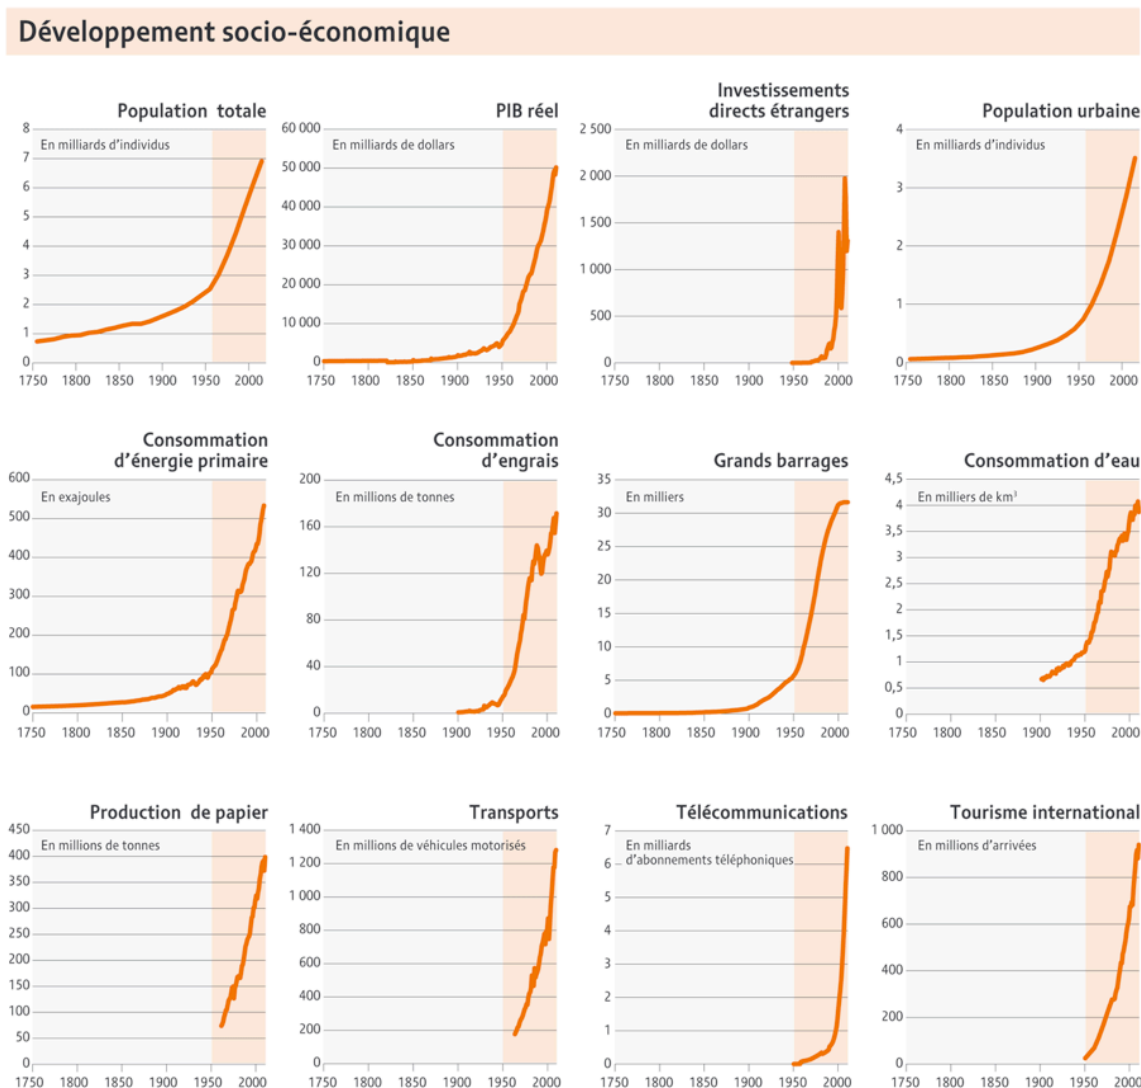 Développement socio-économique
Population totale
En milliards d'individus
8
7
6
5
4
3
2
1
0
1750 1800 1850 1900 1950 2000
PIB réel
En milliards de dollars
60 000
50 000
40 000
30 000
20 000
10 000
0
1750 1800 1850 1900 1950 2000
Investissements
directs étrangers
En milliards de dollars
2 500
2 000
1 500
1 000
500
0
1750 1800 1850 1900 1950 2000
Population urbaine
En milliards d'individus
4
3
2
1
0
1750 1800 1850 1900 1950 2000
Consommation
d'énergie primaire
En exajoules
600
500
400
300
200
100
0
1750 1800 1850 1900 1950 2000
Consommation
d'engrais
En millions de tonnes
200
160
120
80
40
0
1750 1800 1850 1900 1950 2000
Grands barrages
En milliers
35
30
25
20
15
10
5
0
1750 1800 1850 1900 1950 2000
Consommation d'eau
En milliers de km³
4,5
4
3,5
3
2,5
2
1,5
1
0,5
0
1750 1800 1850 1900 1950 2000
Production de papier
En millions de tonnes
450
400
350
300
250
200
150
100
50
0
1750 1800 1850 1900 1950 2000
Transports
En millions de véhicules motorisés
1 400
1 200
1 000
800
600
400
200
0
1750 1800 1850 1900 1950 2000
Télécommunications
En milliards
d'abonnements téléphoniques
7
6
5
4
3
2
1
0
1750 1800 1850 1900 1950 2000
Tourisme international
En millions d'arrivées
1 000
800
600
400
200
0
1750 1800 1850 1900 1950 2000